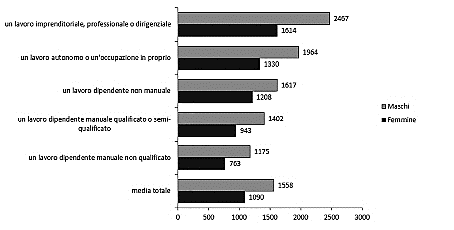 un lavoro imprenditoriale, professionale o dirigenziale
2467
1614
un lavoro autonomo o un'occupazione in proprio
1964
1330
un lavoro dipendente non manuale
1617
1208
un lavoro dipendente manuale qualificato o semi-
qualificato
1402
943
un lavoro dipendente manuale non qualificato
1175
763
media totale
1558
1090
Maschi
Femmine
0 500 1000 1500 2000 2500 3000